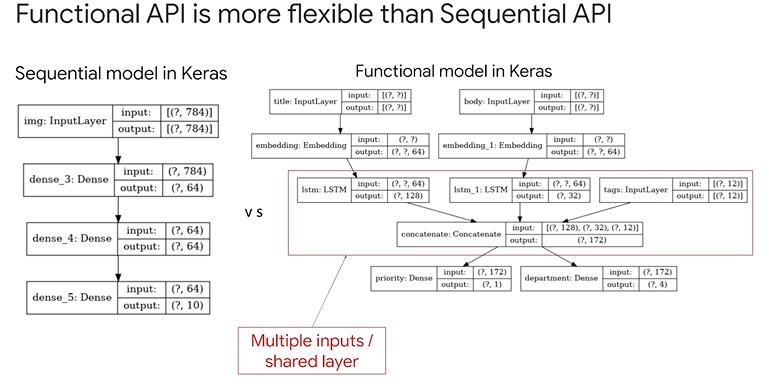 Functional API is more flexible than Sequential API
Sequential model in Keras
img: InputLayer
input: [(?, 784)]
output: [(?, 784)]
dense_3: Dense
input: (?, 784)
output: (?, 64)
dense_4: Dense
input: (?, 64)
output: (?, 64)
dense_5: Dense
input: (?, 64)
output: (?, 10)
vs
Functional model in Keras
title: InputLayer
input: [(?, ?)]
output: [(?, ?)]
body: InputLayer
input: [(?, ?)]
output: [(?, ?)]
embedding: Embedding
input: (?, ?)
output: (?, ?, 64)
embedding_1: Embedding
input: (?, ?)
output: (?, ?, 64)
lstm: LSTM
input: (?, ?, 64)
output: (?, 128)
lstm_1: LSTM
input: (?, ?, 64)
output: (?, 32)
tags: InputLayer
input: [(?, 12)]
output: [(?, 12)]
concatenate: Concatenate
input: [(?, 128), (?, 32), (?, 12)]
output: (?, 172)
priority: Dense
input: (?, 172)
output: (?, 1)
department: Dense
input: (?, 172)
output: (?, 4)
Multiple inputs /
shared layer